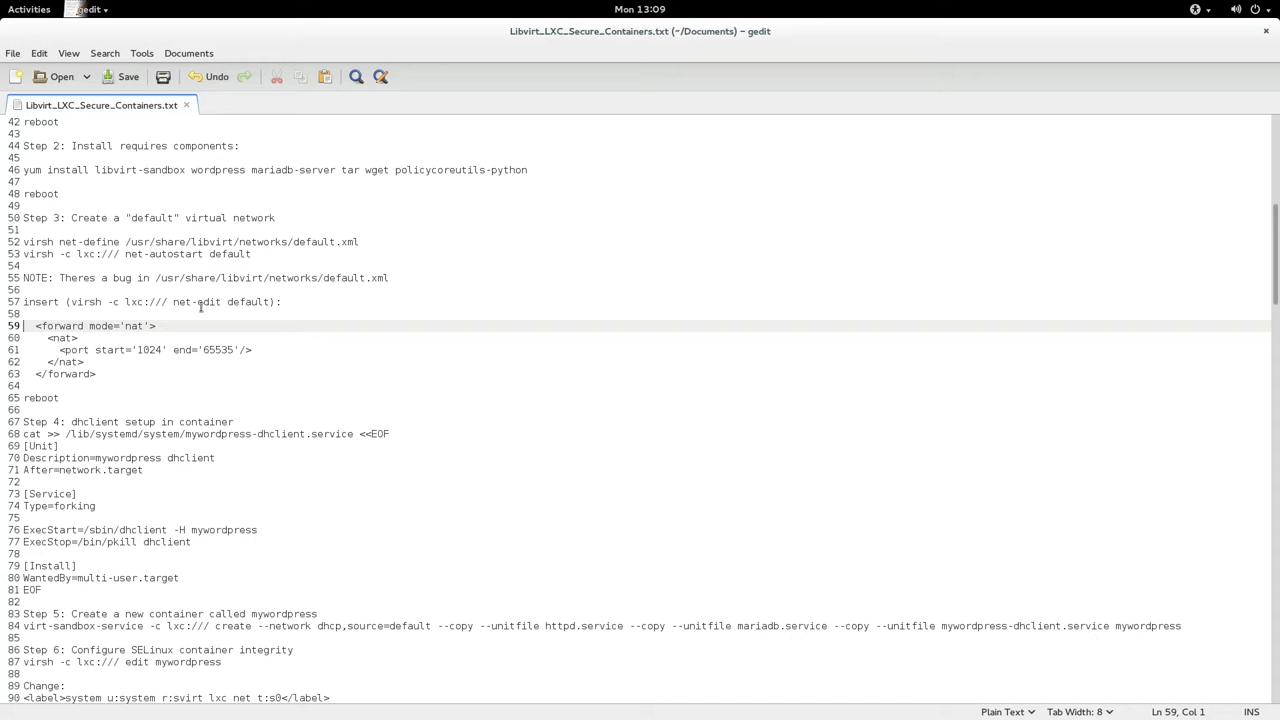 Activities
gedit
Mon 13:09
Libvirt_LXC_Secure_Containers.txt (~/Documents) – gedit
File Edit View Search Tools Documents
Open Save Undo
Libvirt_LXC_Secure_Containers.txt
42 reboot
43
44 Step 2: Install requires components:
45
46 yum install libvirt-sandbox wordpress mariadb-server tar wget policycoreutils-python
47
48 reboot
49
50 Step 3: Create a "default" virtual network
51
52 virsh net-define /usr/share/libvirt/networks/default.xml
53 virsh -c lxc:/// net-autostart default
54
55 NOTE: Theres a bug in /usr/share/libvirt/networks/default.xml
56
57 insert (virsh -c lxc:/// net-edit default):
58
59   <forward mode='nat'>
60     <nat>
61       <port start='1024' end='65535'/>
62     </nat>
63   </forward>
64
65 reboot
66
67 Step 4: dhclient setup in container
68 cat >> /lib/systemd/system/mywordpress-dhclient.service <<EOF
69 [Unit]
70 Description=mywordpress dhclient
71 After=network.target
72
73 [Service]
74 Type=forking
75
76 ExecStart=/sbin/dhclient -H mywordpress
77 ExecStop=/bin/pkill dhclient
78
79 [Install]
80 WantedBy=multi-user.target
81 EOF
82
83 Step 5: Create a new container called mywordpress
84 virt-sandbox-service -c lxc:/// create --network dhcp,source=default --copy --unitfile httpd.service --copy --unitfile mariadb.service --copy --unitfile mywordpress-dhclient.service mywordpress
85
86 Step 6: Configure SELinux container integrity
87 virsh -c lxc:/// edit mywordpress
88
89 Change:
90 <label>system_u:system_r:svirt_lxc_net_t:s0</label>
Plain Text Tab Width: 8 Ln 59, Col 1 INS